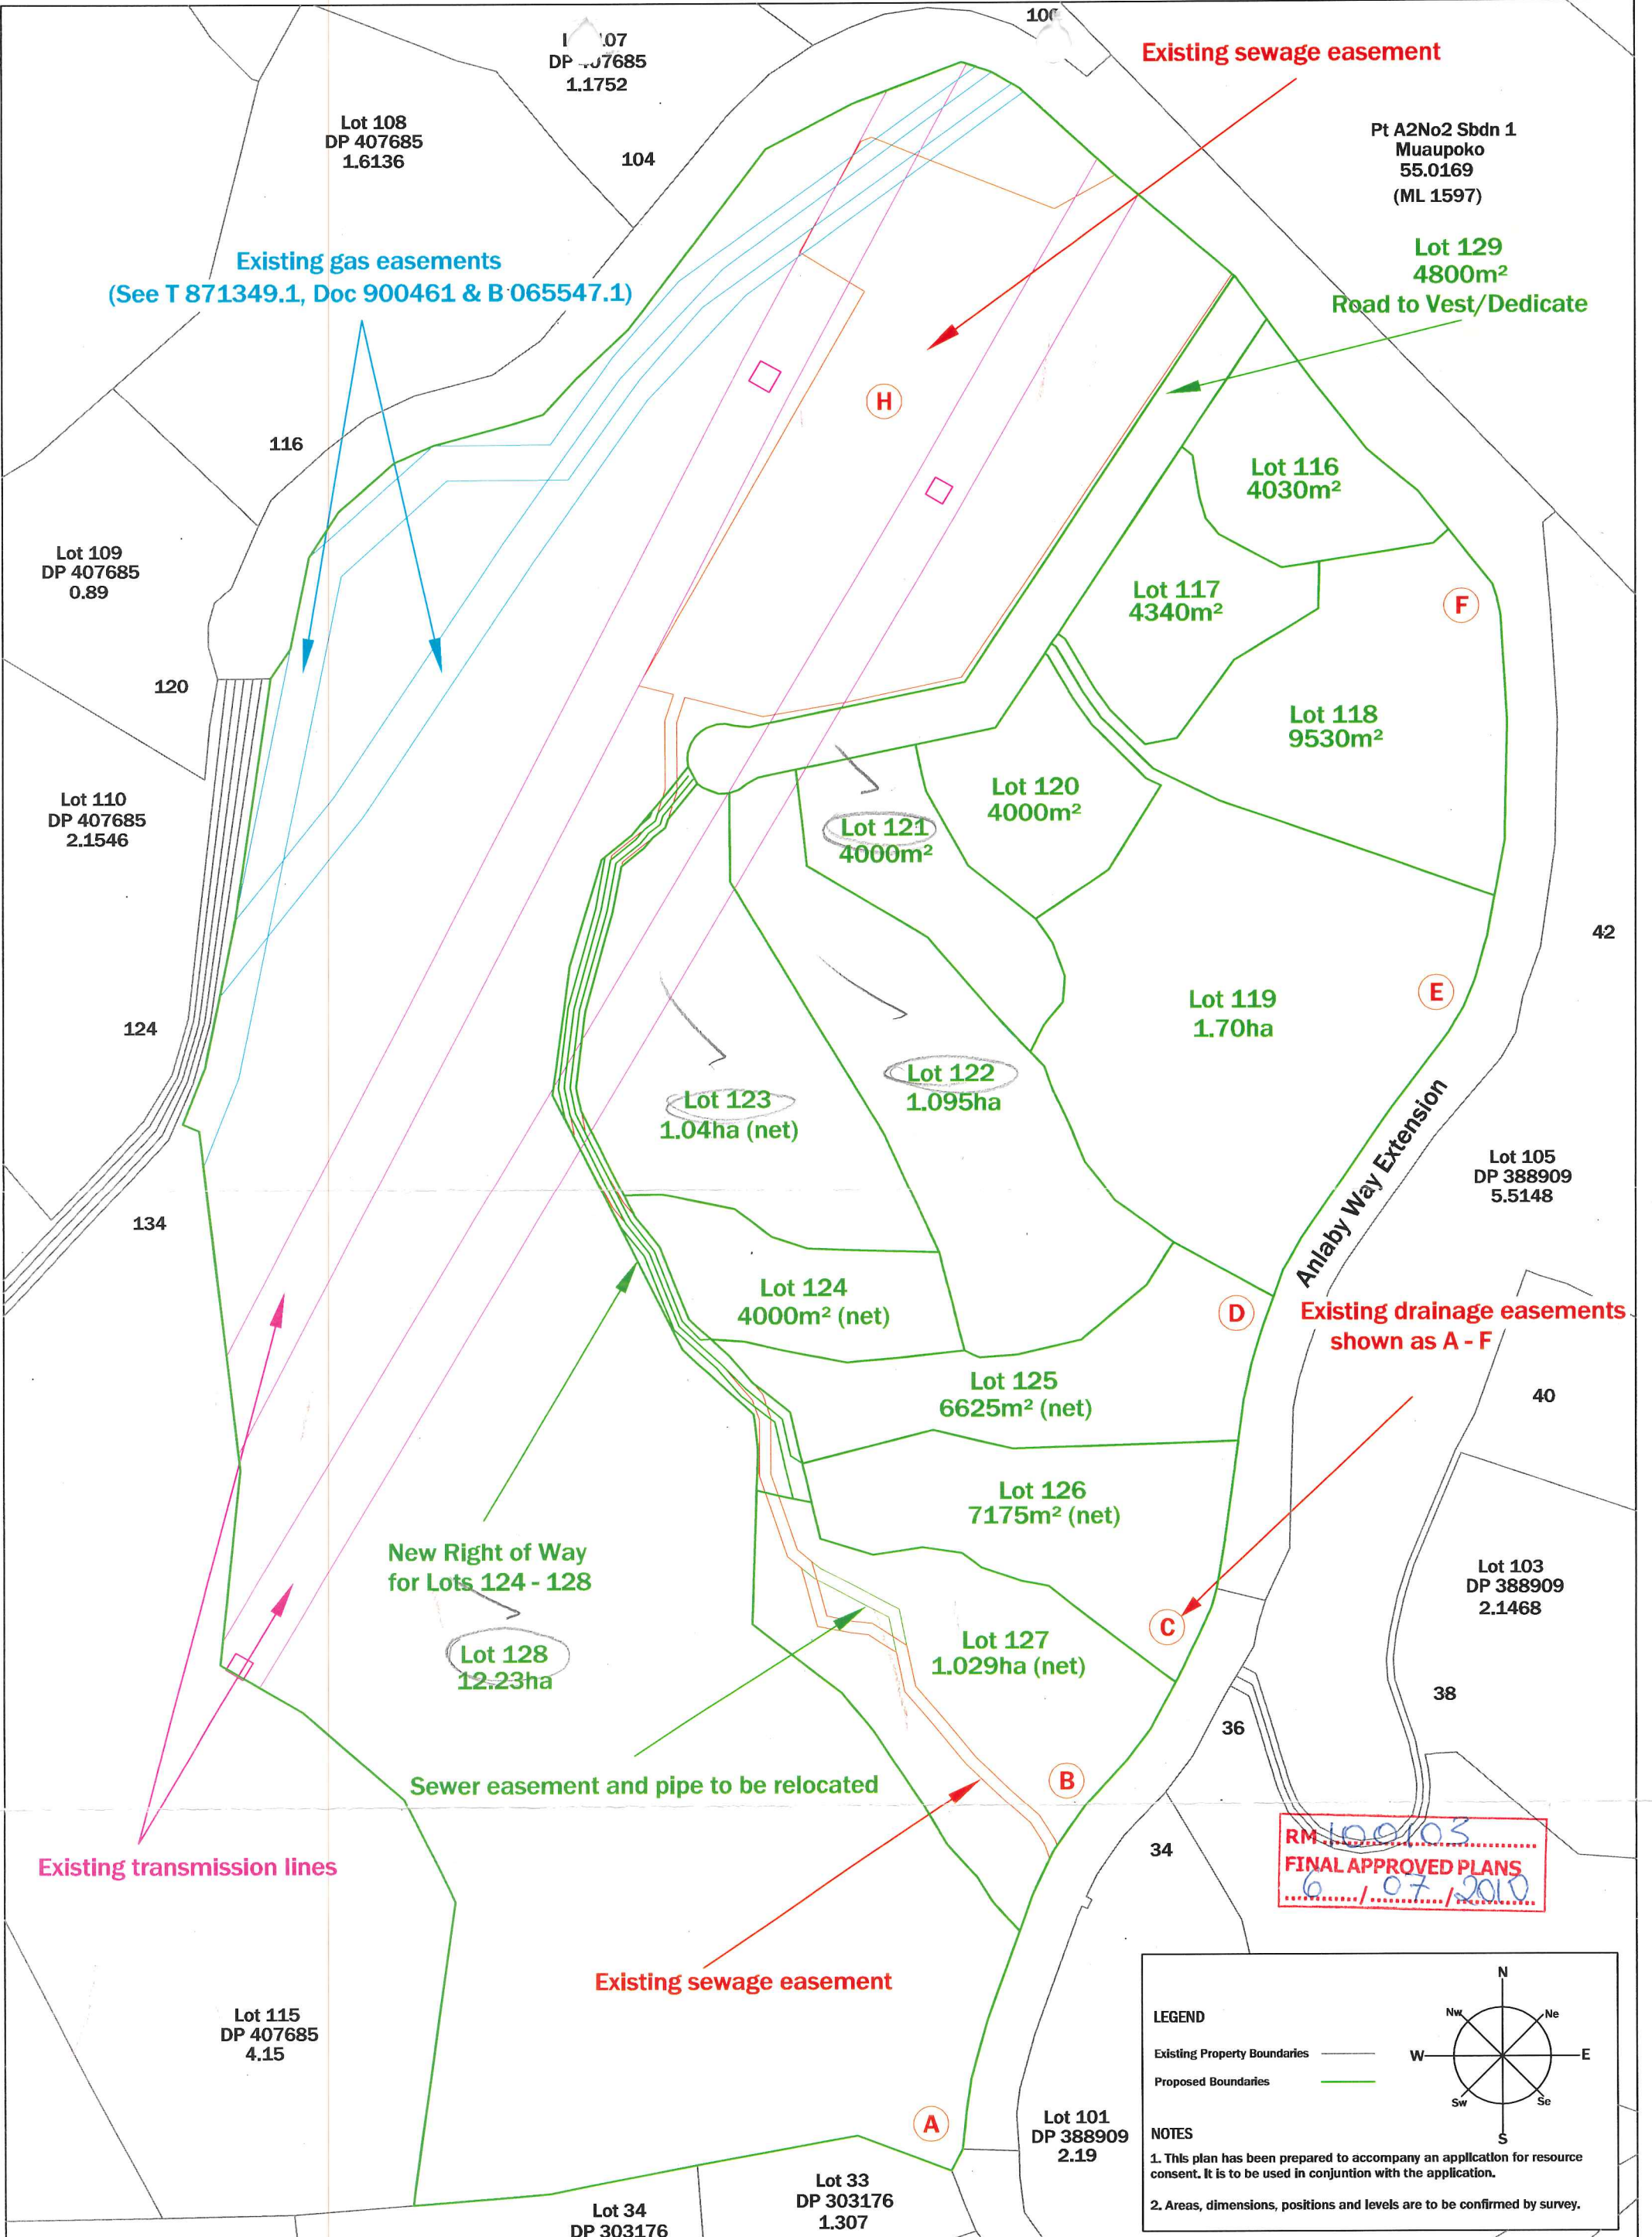 106
07
DP 7685
1.1752
Existing sewage easement
Lot 108
DP 407685
1.6136
104
Pt A2No2 Sbdn 1
Muaupoko
55.0169
(ML 1597)
Lot 129
4800m²
Road to Vest/Dedicate
Existing gas easements
(See T 871349.1, Doc 900461 & B 065547.1)
H
116
Lot 116
4030m²
Lot 109
DP 407685
0.89
Lot 117
4340m²
F
120
Lot 118
9530m²
Lot 110
DP 407685
2.1546
Lot 120
4000m²
Lot 121
4000m²
42
124
Lot 119
1.70ha
E
Lot 122
1.095ha
Lot 123
1.04ha (net)
Anlaby Way Extension
Lot 105
DP 388909
5.5148
134
Lot 124
4000m² (net)
D
Existing drainage easements
shown as A - F
Lot 125
6625m² (net)
40
Lot 126
7175m² (net)
New Right of Way
for Lots 124 - 128
Lot 103
DP 388909
2.1468
C
Lot 128
12.23ha
Lot 127
1.029ha (net)
38
36
Sewer easement and pipe to be relocated
B
34
RM 100103
FINAL APPROVED PLANS
6 / 07 / 2010
Existing transmission lines
Existing sewage easement
Lot 115
DP 407685
4.15
A
Lot 101
DP 388909
2.19
Lot 33
DP 303176
1.307
Lot 34
DP 303176
LEGEND
Existing Property Boundaries
Proposed Boundaries
N
Nw
Ne
W
E
Sw
Se
S
NOTES
1. This plan has been prepared to accompany an application for resource
consent. It is to be used in conjuntion with the application.
2. Areas, dimensions, positions and levels are to be confirmed by survey.